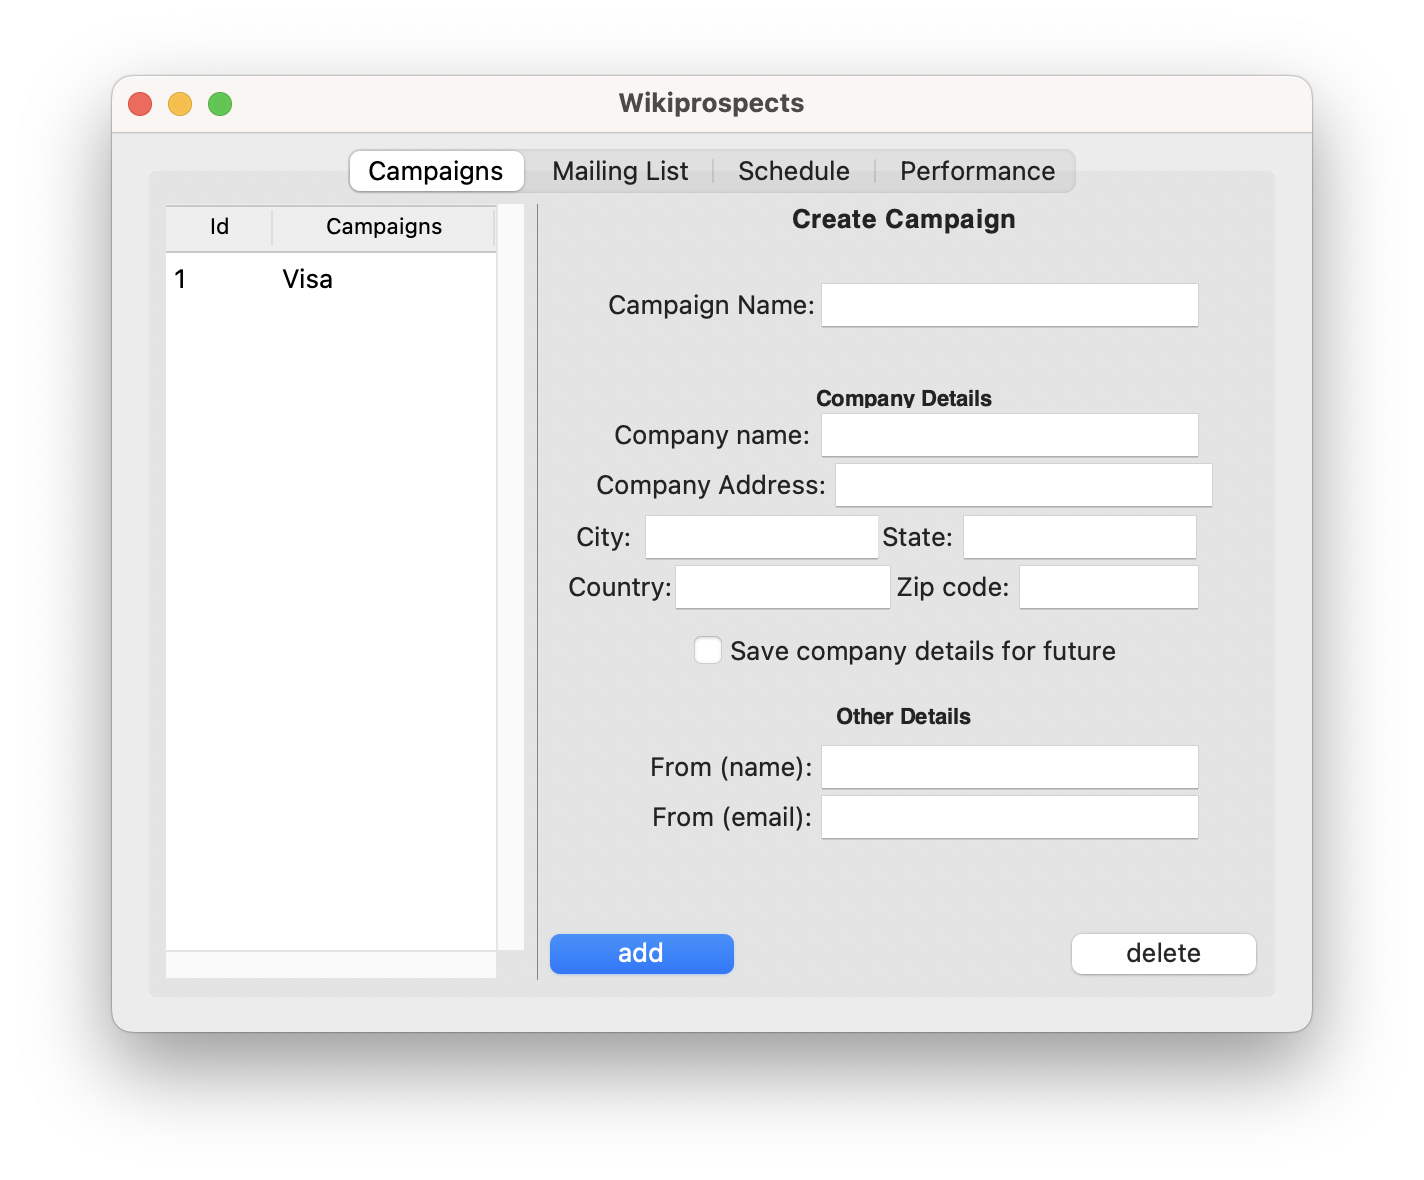 Wikiprospects
Campaigns Mailing List Schedule Performance
Id Campaigns
1 Visa
Create Campaign
Campaign Name:
Company Details
Company name:
Company Address:
City: State:
Country: Zip code:
Save company details for future
Other Details
From (name):
From (email):
add delete